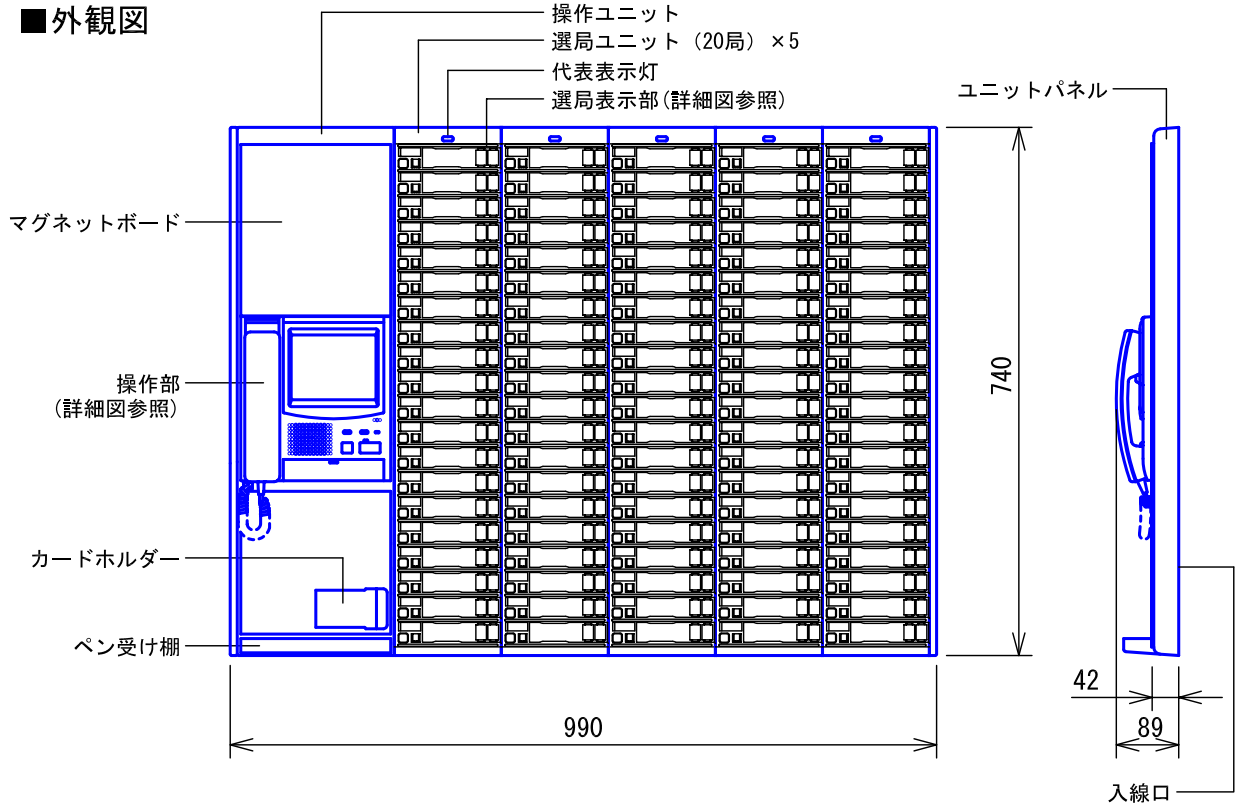 ■外観図
操作ユニット
選局ユニット（20局）×5
代表表示灯
選局表示部(詳細図参照)
ユニットパネル
マグネットボード
操作部
(詳細図参照)
カードホルダー
ペン受け棚
740
990
42
89
入線口